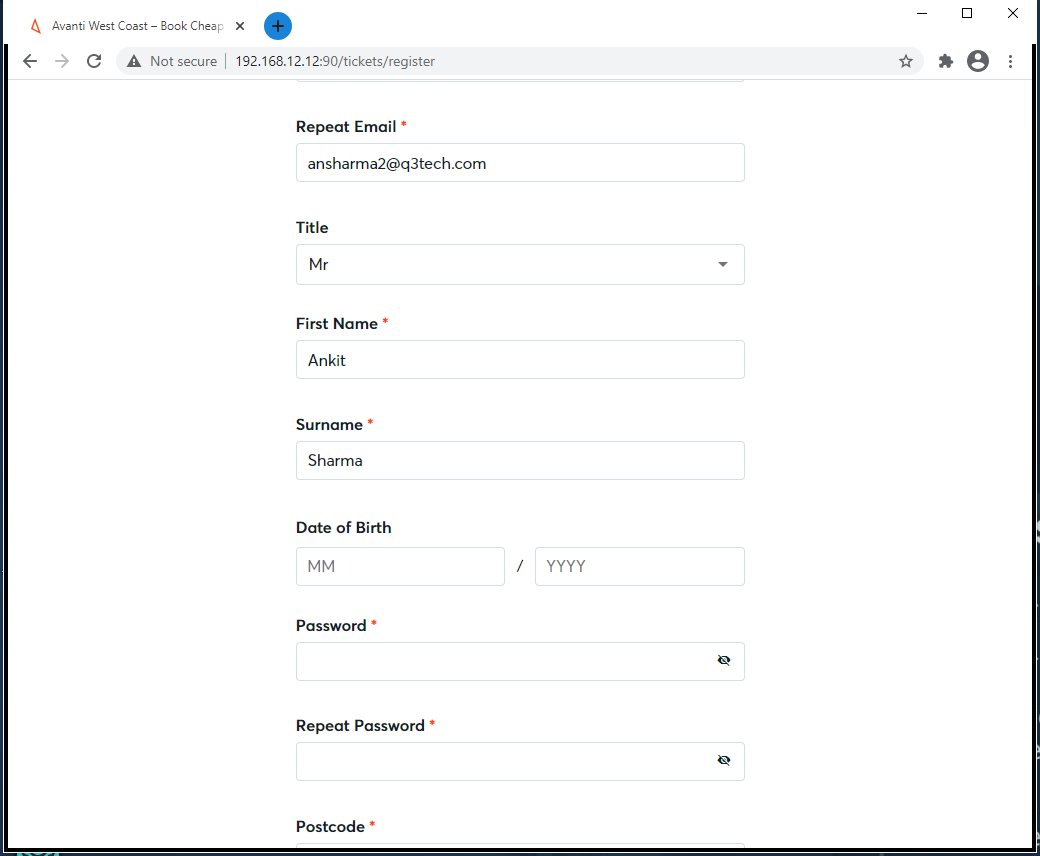 Avanti West Coast – Book Cheap
Not secure
192.168.12.12:90/tickets/register
Repeat Email *
ansharma2@q3tech.com
Title
Mr
First Name *
Ankit
Surname *
Sharma
Date of Birth
MM / YYYY
Password *
Repeat Password *
Postcode *